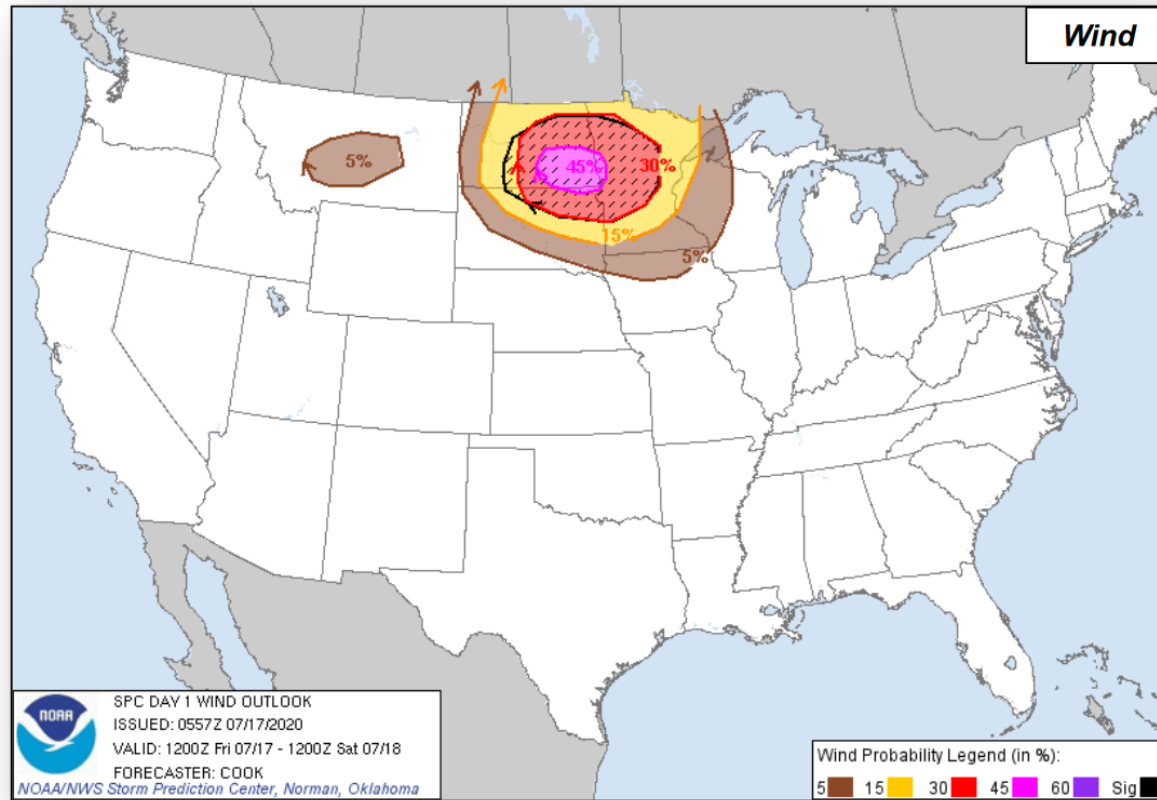 Wind
5%
45%
30%
15%
5%
NOAA
SPC DAY 1 WIND OUTLOOK
ISSUED: 0557Z 07/17/2020
VALID: 1200Z Fri 07/17 - 1200Z Sat 07/18
FORECASTER: COOK
NOAA/NWS Storm Prediction Center, Norman, Oklahoma
Wind Probability Legend (in %):
5 15 30 45 60 Sig